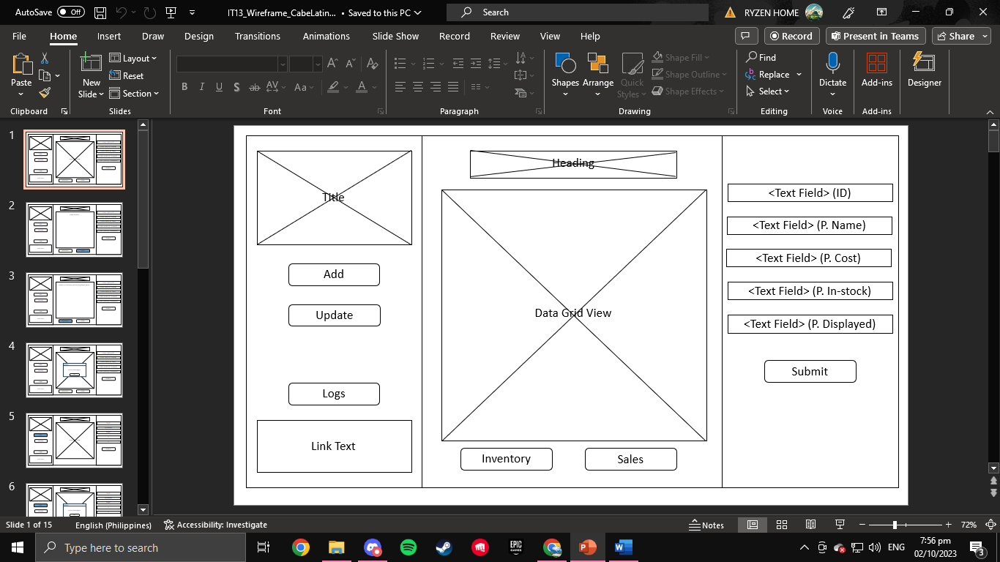 AutoSave Off IT13_Wireframe_CabeLatin... • Saved to this PC Search RYZEN HOME
File Home Insert Draw Design Transitions Animations Slide Show Record Review View Help Record Present in Teams Share
Paste New Slide Layout Reset Section
B I U S ab AV Aa A
Shapes Arrange Quick Styles Shape Fill Shape Outline Shape Effects
Find Replace Select Dictate Add-ins Designer
Clipboard Slides Font Paragraph Drawing Editing Voice Add-ins
1
2
3
4
5
6
Title
Add
Update
Logs
Link Text
Heading
Data Grid View
Inventory Sales
<Text Field> (ID)
<Text Field> (P. Name)
<Text Field> (P. Cost)
<Text Field> (P. In-stock)
<Text Field> (P. Displayed)
Submit
Slide 1 of 15 English (Philippines) Accessibility: Investigate Notes 72%
Type here to search EPIC GAMES ENG 7:56 pm
02/10/2023 3